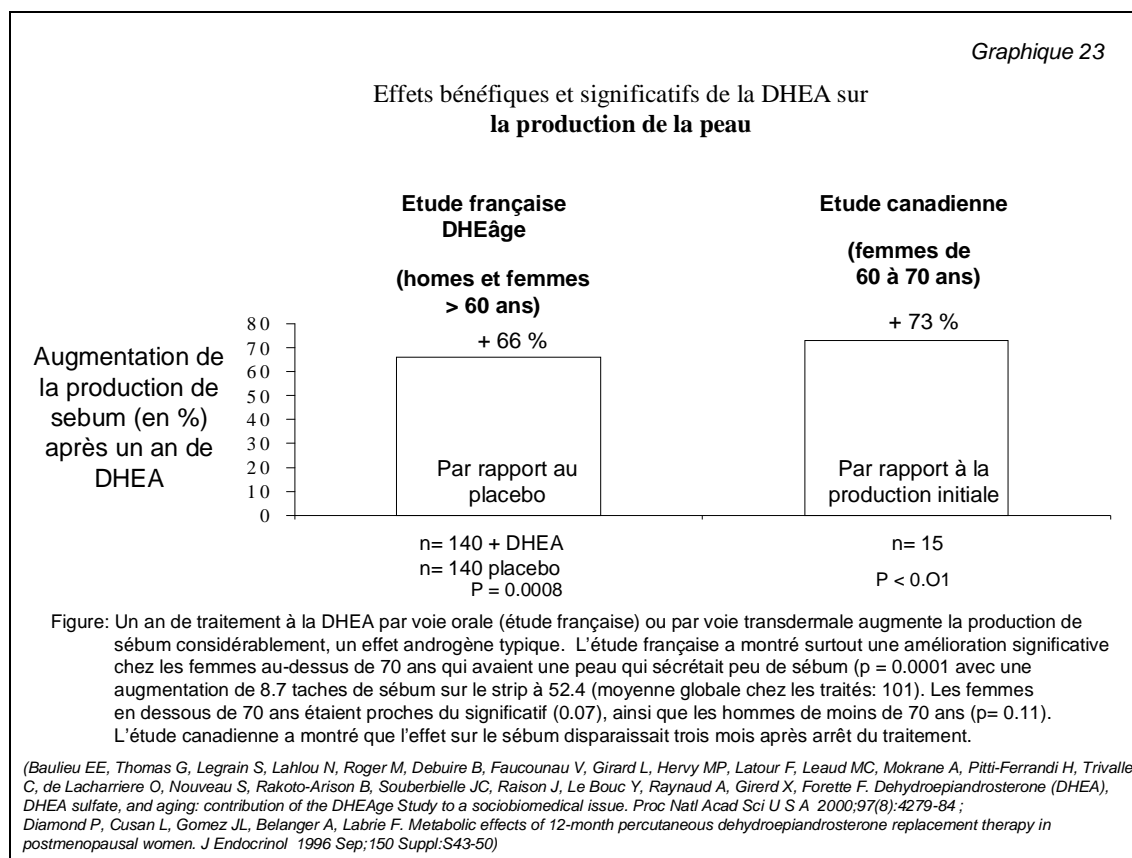 Graphique 23
Effets bénéfiques et significatifs de la DHEA sur
la production de la peau
Etude française
DHEâge
(homes et femmes
> 60 ans)
Etude canadienne
(femmes de
60 à 70 ans)
Augmentation de
la production de
sebum (en %)
après un an de
DHEA
80
70
60
50
40
30
20
10
0
+ 66 %
Par rapport au
placebo
+ 73 %
Par rapport à la
production initiale
n= 140 + DHEA
n= 140 placebo
P = 0.0008
n= 15
P < 0.O1
Figure: Un an de traitement à la DHEA par voie orale (étude française) ou par voie transdermale augmente la production de
sébum considérablement, un effet androgène typique. L'étude française a montré surtout une amélioration significative
chez les femmes au-dessus de 70 ans qui avaient une peau qui sécrétait peu de sébum (p = 0.0001 avec une
augmentation de 8.7 taches de sébum sur le strip à 52.4 (moyenne globale chez les traités: 101). Les femmes
en dessous de 70 ans étaient proches du significatif (0.07), ainsi que les hommes de moins de 70 ans (p= 0.11).
L'étude canadienne a montré que l'effet sur le sébum disparaissait trois mois après arrêt du traitement.
(Baulieu EE, Thomas G, Legrain S, Lahlou N, Roger M, Debuire B, Faucounau V, Girard L, Hervy MP, Latour F, Leaud MC, Mokrane A, Pitti-Ferrandi H, Trivalle
C, de Lacharriere O, Nouveau S, Rakoto-Arison B, Souberbielle JC, Raison J, Le Bouc Y, Raynaud A, Girerd X, Forette F. Dehydroepiandrosterone (DHEA),
DHEA sulfate, and aging: contribution of the DHEAge Study to a sociobiomedical issue. Proc Natl Acad Sci U S A 2000;97(8):4279-84 ;
Diamond P, Cusan L, Gomez JL, Belanger A, Labrie F. Metabolic effects of 12-month percutaneous dehydroepiandrosterone replacement therapy in
postmenopausal women. J Endocrinol 1996 Sep;150 Suppl:S43-50)